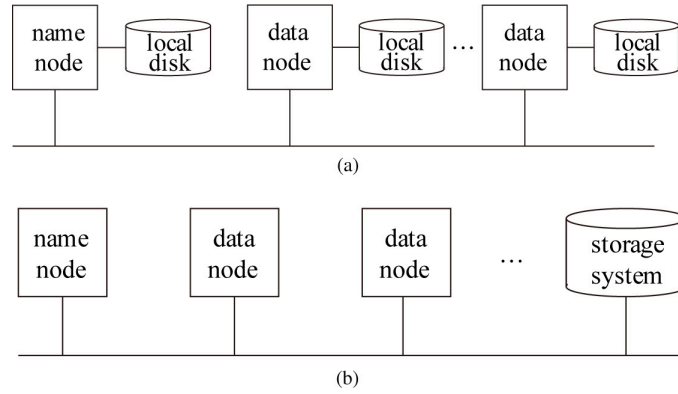 name
node
local
disk
data
node
local
disk
...
data
node
local
disk
(a)
name
node
data
node
data
node
...
storage
system
(b)